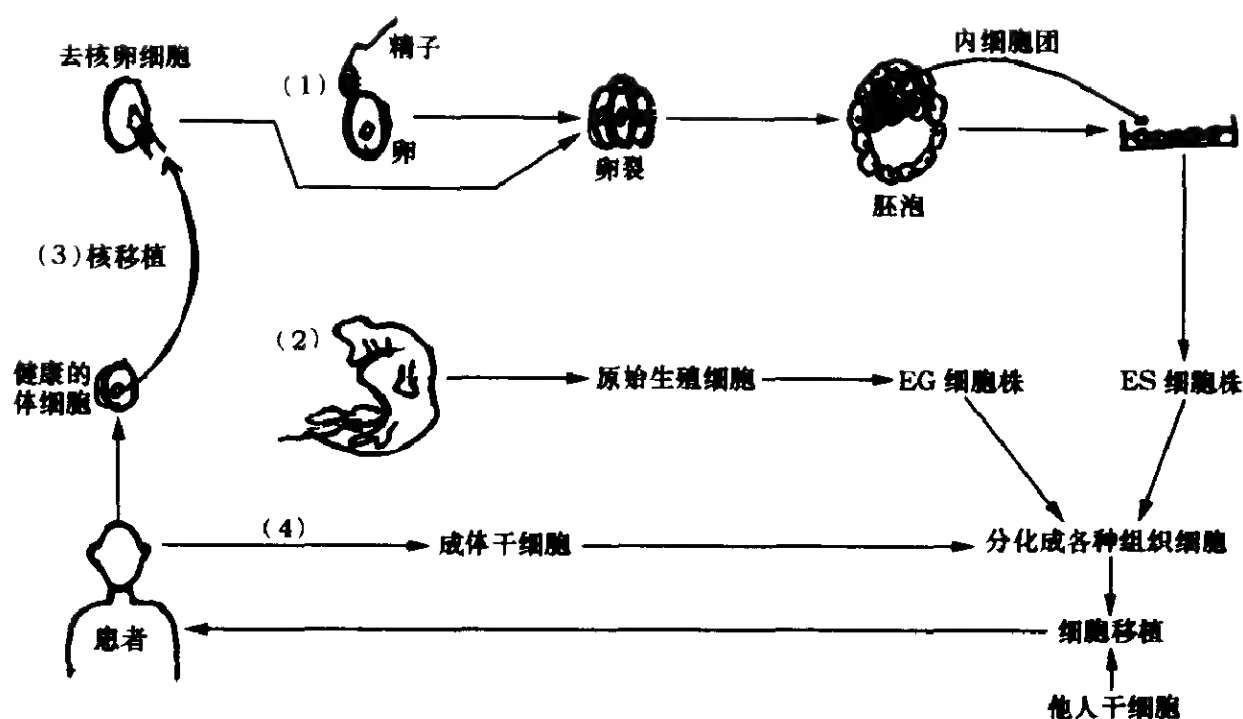 去核卵细胞
(1)
精子
卵
卵裂
胚泡
内细胞团
(3)核移植
健康的
体细胞
(2)
原始生殖细胞
EG 细胞株
ES 细胞株
(4)
成体干细胞
分化成各种组织细胞
患者
细胞移植
他人干细胞